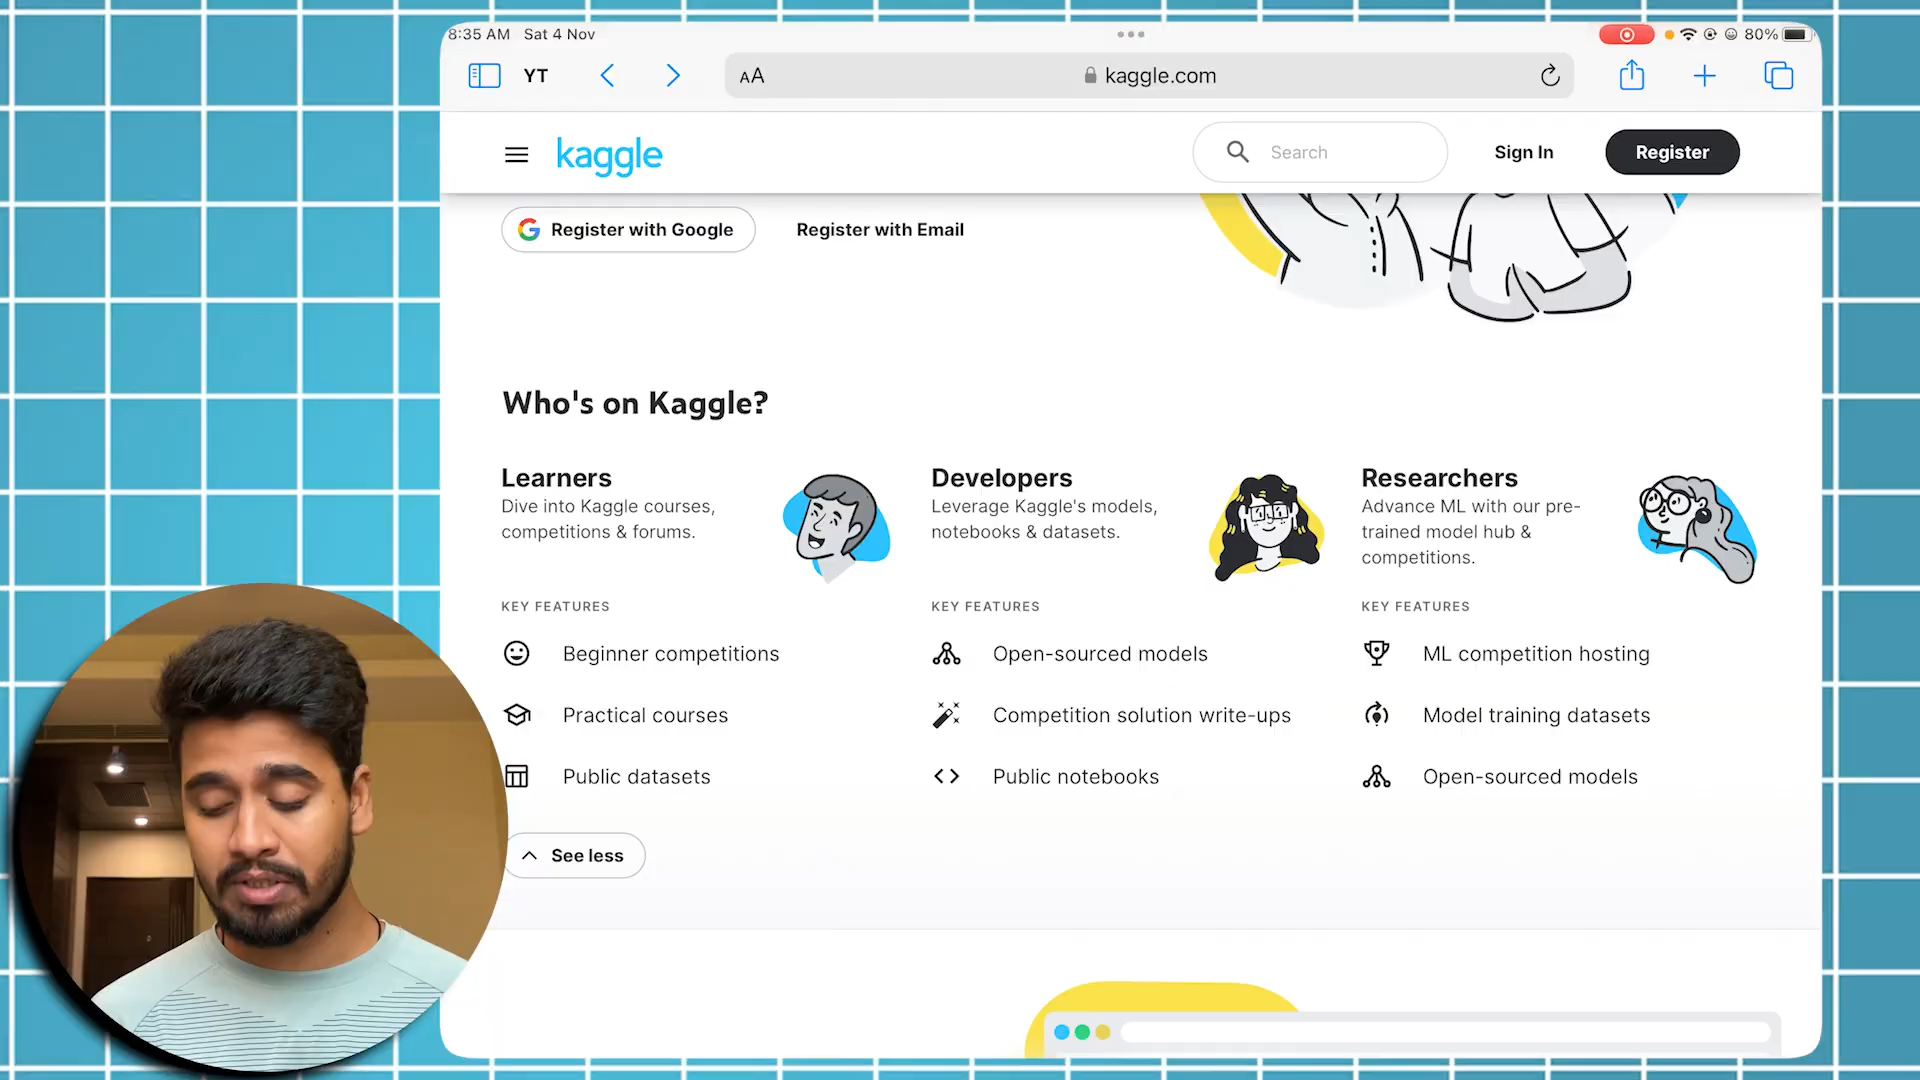 8:35 AM Sat 4 Nov
80%
YT
AA
kaggle.com
kaggle
Search
Sign In
Register
Register with Google
Register with Email
Who's on Kaggle?
Learners
Dive into Kaggle courses,
competitions & forums.
KEY FEATURES
Beginner competitions
Practical courses
Public datasets
Developers
Leverage Kaggle's models,
notebooks & datasets.
KEY FEATURES
Open-sourced models
Competition solution write-ups
Public notebooks
Researchers
Advance ML with our pre-
trained model hub &
competitions.
KEY FEATURES
ML competition hosting
Model training datasets
Open-sourced models
See less